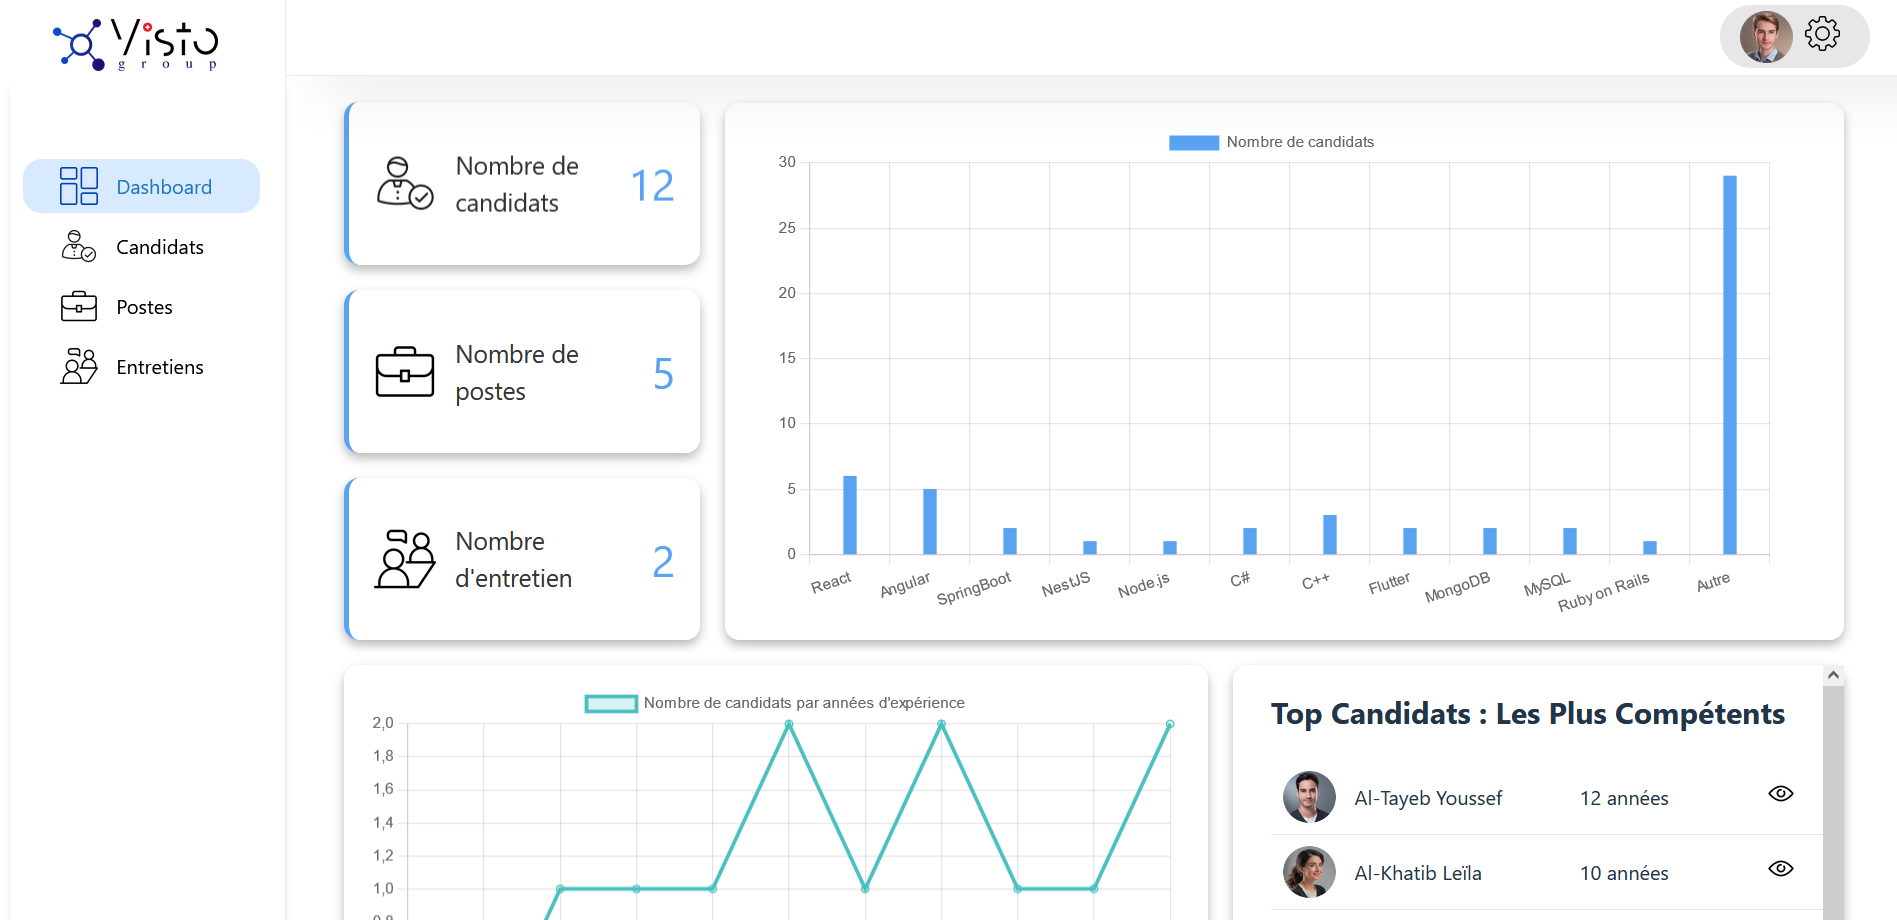 Visto
group
Dashboard
Candidats
Postes
Entretiens
Nombre de
candidats
12
Nombre de
postes
5
Nombre
d'entretien
2
Nombre de candidats
30
25
20
15
10
5
0
React
Angular
SpringBoot
NestJS
Node.js
C#
C++
Flutter
MongoDB
MySQL
Ruby on Rails
Autre
Nombre de candidats par années d'expérience
2,0
1,8
1,6
1,4
1,2
1,0
0,8
Top Candidats : Les Plus Compétents
Al-Tayeb Youssef 12 années
Al-Khatib Leïla 10 années